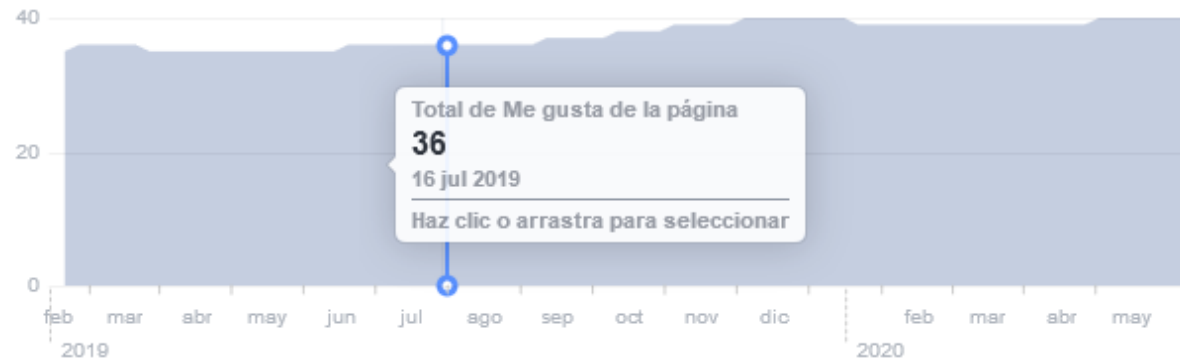 40
Total de Me gusta de la página
36
20
16 jul 2019
Haz clic o arrastra para seleccionar
0
feb mar abr may jun jul ago sep oct nov dic feb mar abr may
2019 2020